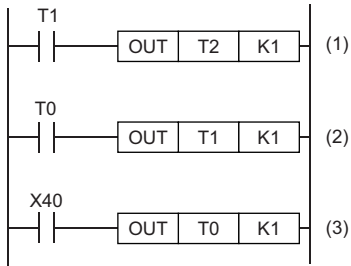 T1
OUT T2 K1 (1)
T0
OUT T1 K1 (2)
X40
OUT T0 K1 (3)